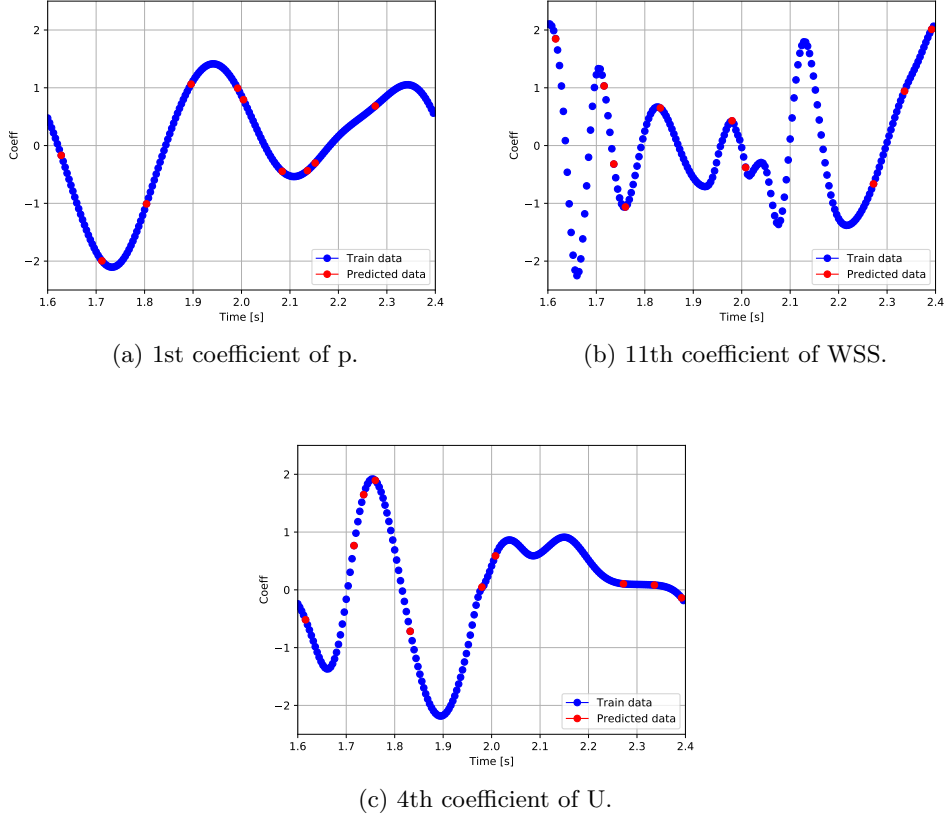 2
1
0
−1
−2
Coeff
1.6 1.7 1.8 1.9 2.0 2.1 2.2 2.3 2.4
Time [s]
Train data
Predicted data
(a) 1st coefficient of p.
2
1
0
−1
−2
Coeff
1.6 1.7 1.8 1.9 2.0 2.1 2.2 2.3 2.4
Time [s]
Train data
Predicted data
(b) 11th coefficient of WSS.
2
1
0
−1
−2
Coeff
1.6 1.7 1.8 1.9 2.0 2.1 2.2 2.3 2.4
Time [s]
Train data
Predicted data
(c) 4th coefficient of U.